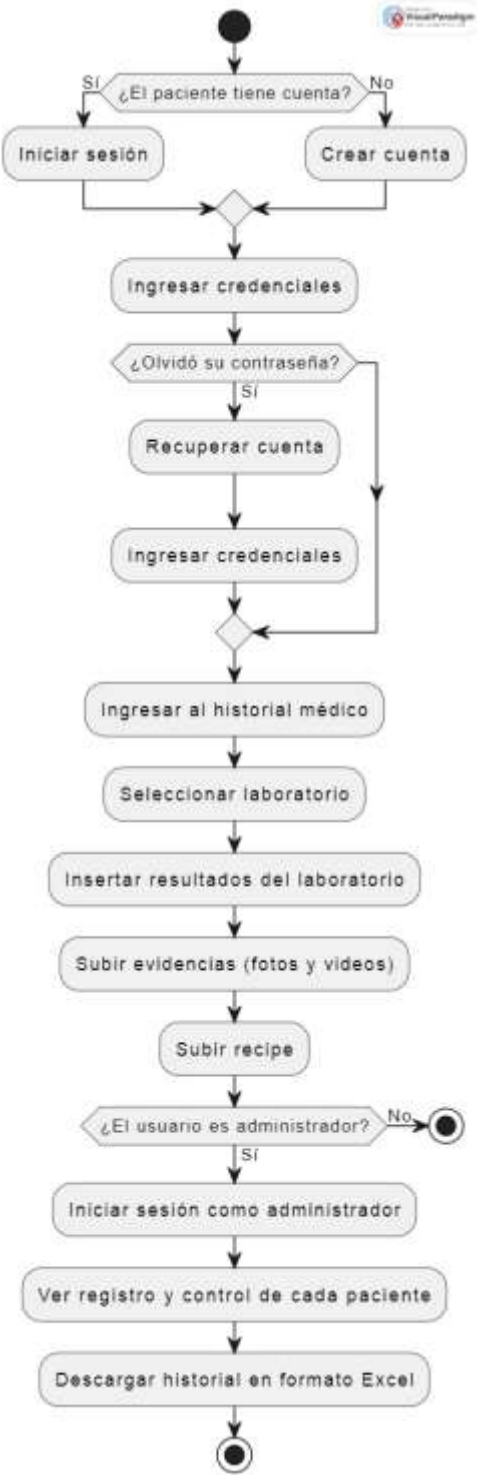 Visual Paradigm
¿El paciente tiene cuenta?
Sí
No
Iniciar sesión
Crear cuenta
Ingresar credenciales
¿Olvidó su contraseña?
Sí
Recuperar cuenta
Ingresar credenciales
Ingresar al historial médico
Seleccionar laboratorio
Insertar resultados del laboratorio
Subir evidencias (fotos y videos)
Subir recipe
¿El usuario es administrador?
No
Sí
Iniciar sesión como administrador
Ver registro y control de cada paciente
Descargar historial en formato Excel